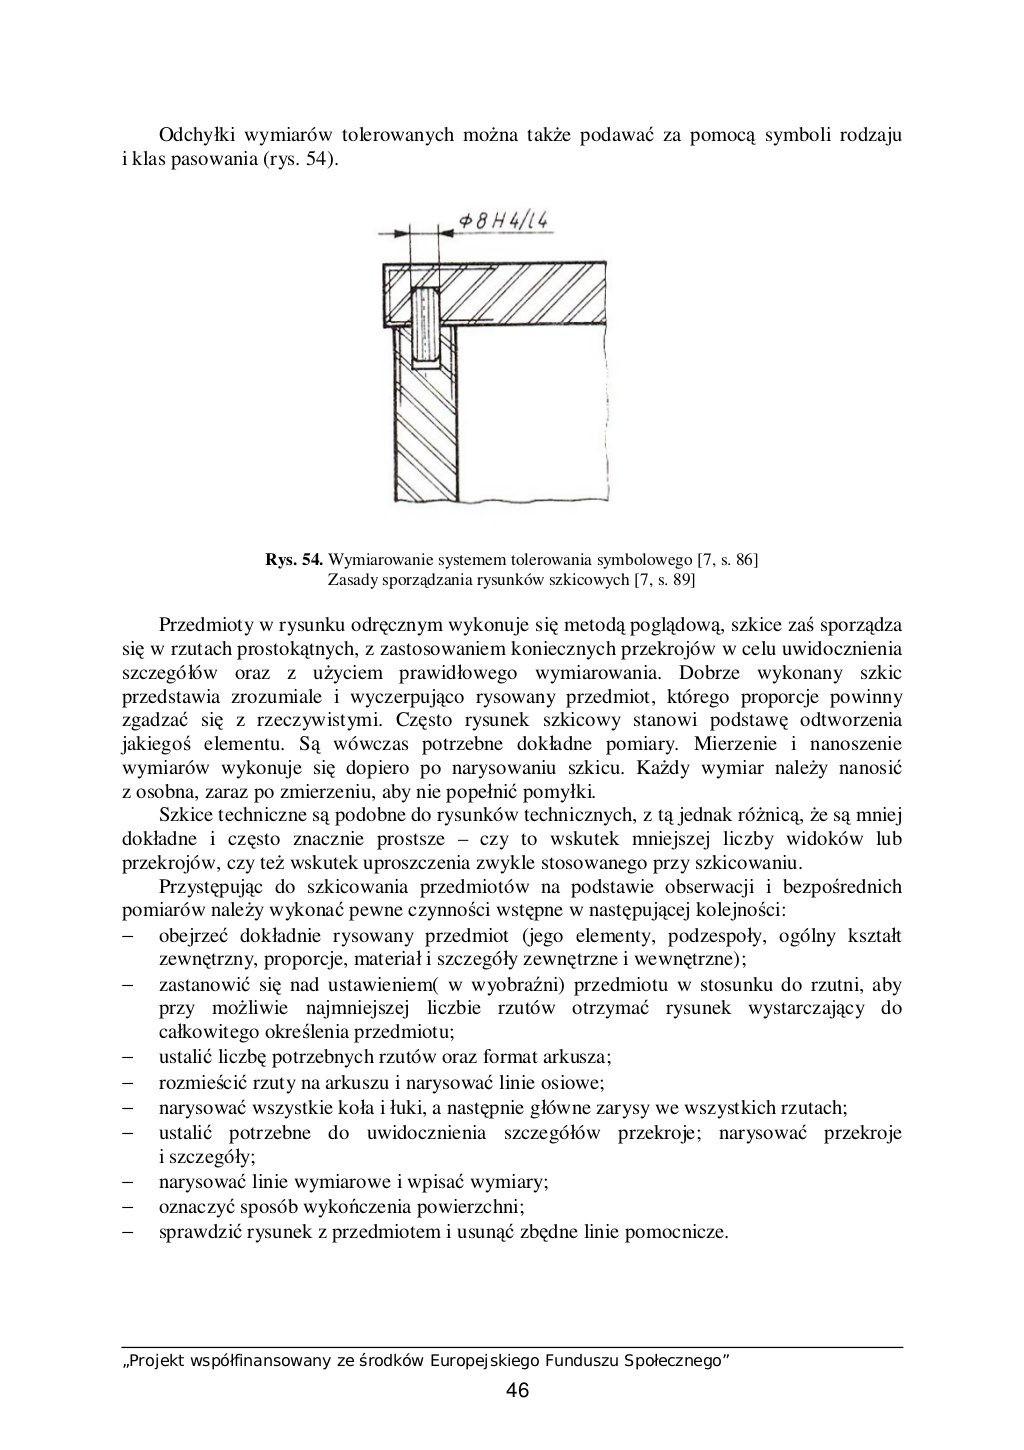 Odchyłki wymiarów tolerowanych można także podawać za pomocą symboli rodzaju
i klas pasowania (rys. 54).
Φ8H4/l4
Rys. 54. Wymiarowanie systemem tolerowania symbolowego [7, s. 86]
Zasady sporządzania rysunków szkicowych [7, s. 89]
Przedmioty w rysunku odręcznym wykonuje się metodą poglądową, szkice zaś sporządza
się w rzutach prostokątnych, z zastosowaniem koniecznych przekrojów w celu uwidocznienia
szczegółów oraz z użyciem prawidłowego wymiarowania. Dobrze wykonany szkic
przedstawia zrozumiale i wyczerpująco rysowany przedmiot, którego proporcje powinny
zgadzać się z rzeczywistymi. Często rysunek szkicowy stanowi podstawę odtworzenia
jakiegoś elementu. Są wówczas potrzebne dokładne pomiary. Mierzenie i nanoszenie
wymiarów wykonuje się dopiero po narysowaniu szkicu. Każdy wymiar należy nanosić
z osobna, zaraz po zmierzeniu, aby nie popełnić pomyłki.
Szkice techniczne są podobne do rysunków technicznych, z tą jednak różnicą, że są mniej
dokładne i często znacznie prostsze – czy to wskutek mniejszej liczby widoków lub
przekrojów, czy też wskutek uproszczenia zwykle stosowanego przy szkicowaniu.
Przystępując do szkicowania przedmiotów na podstawie obserwacji i bezpośrednich
pomiarów należy wykonać pewne czynności wstępne w następującej kolejności:
– obejrzeć dokładnie rysowany przedmiot (jego elementy, podzespoły, ogólny kształt
zewnętrzny, proporcje, materiał i szczegóły zewnętrzne i wewnętrzne);
– zastanowić się nad ustawieniem( w wyobraźni) przedmiotu w stosunku do rzutni, aby
przy możliwie najmniejszej liczbie rzutów otrzymać rysunek wystarczający do
całkowitego określenia przedmiotu;
– ustalić liczbę potrzebnych rzutów oraz format arkusza;
– rozmieścić rzuty na arkuszu i narysować linie osiowe;
– narysować wszystkie koła i łuki, a następnie główne zarysy we wszystkich rzutach;
– ustalić potrzebne do uwidocznienia szczegółów przekroje; narysować przekroje
i szczegóły;
– narysować linie wymiarowe i wpisać wymiary;
– oznaczyć sposób wykończenia powierzchni;
– sprawdzić rysunek z przedmiotem i usunąć zbędne linie pomocnicze.
„Projekt współfinansowany ze środków Europejskiego Funduszu Społecznego”
46